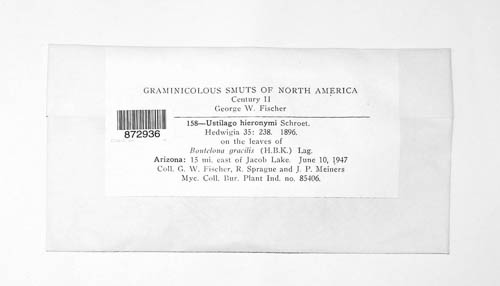 GRAMINICOLOUS SMUTS OF NORTH AMERICA
Century II
George W. Fischer
872936
158—Ustilago hieronymi Schroet.
Hedwigia 35: 238. 1896.
on the leaves of
Boutelona gracilis (H.B.K.) Lag.
Arizona: 15 mi. east of Jacob Lake. June 10, 1947
Coll. G. W. Fischer, R. Sprague and J. P. Meiners
Myc. Coll. Bur. Plant Ind. no. 85406.